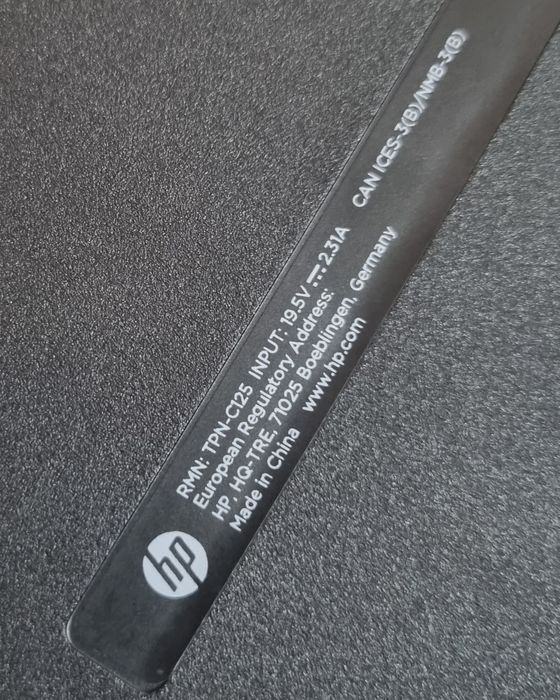 RMN: TPN-C125 INPUT: 19.5V ⎓ 2.31A CAN ICES-3(B)/NMB-3(B)
European Regulatory Address:
HP, HQ-TRE, 71025 Boeblingen, Germany
Made in China www.hp.com
hp